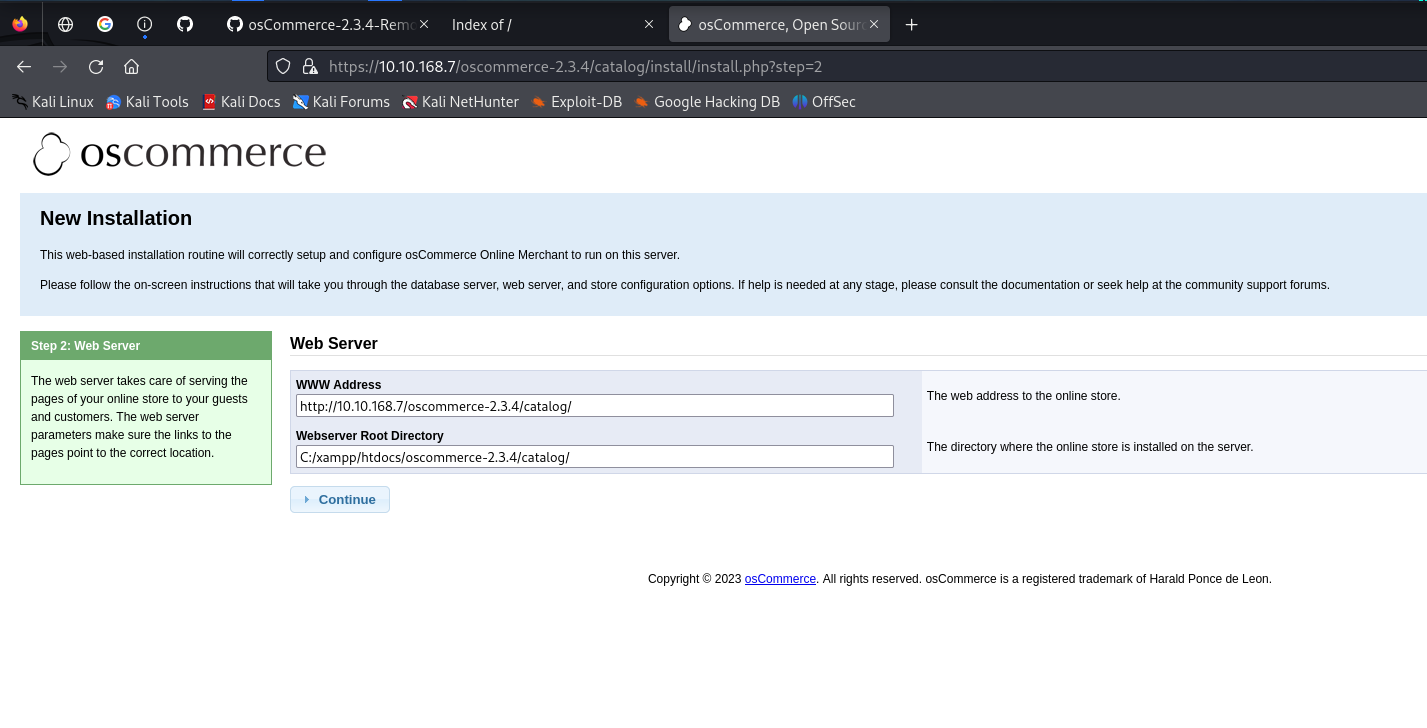 osCommerce-2.3.4-Remo
Index of /
osCommerce, Open Sourc
https://10.10.168.7/oscommerce-2.3.4/catalog/install/install.php?step=2
Kali Linux
Kali Tools
Kali Docs
Kali Forums
Kali NetHunter
Exploit-DB
Google Hacking DB
OffSec
oscommerce
New Installation
This web-based installation routine will correctly setup and configure osCommerce Online Merchant to run on this server.
Please follow the on-screen instructions that will take you through the database server, web server, and store configuration options. If help is needed at any stage, please consult the documentation or seek help at the community support forums.
Step 2: Web Server
The web server takes care of serving the
pages of your online store to your guests
and customers. The web server
parameters make sure the links to the
pages point to the correct location.
Web Server
WWW Address
http://10.10.168.7/oscommerce-2.3.4/catalog/
The web address to the online store.
Webserver Root Directory
C:/xampp/htdocs/oscommerce-2.3.4/catalog/
The directory where the online store is installed on the server.
Continue
Copyright © 2023 osCommerce. All rights reserved. osCommerce is a registered trademark of Harald Ponce de Leon.